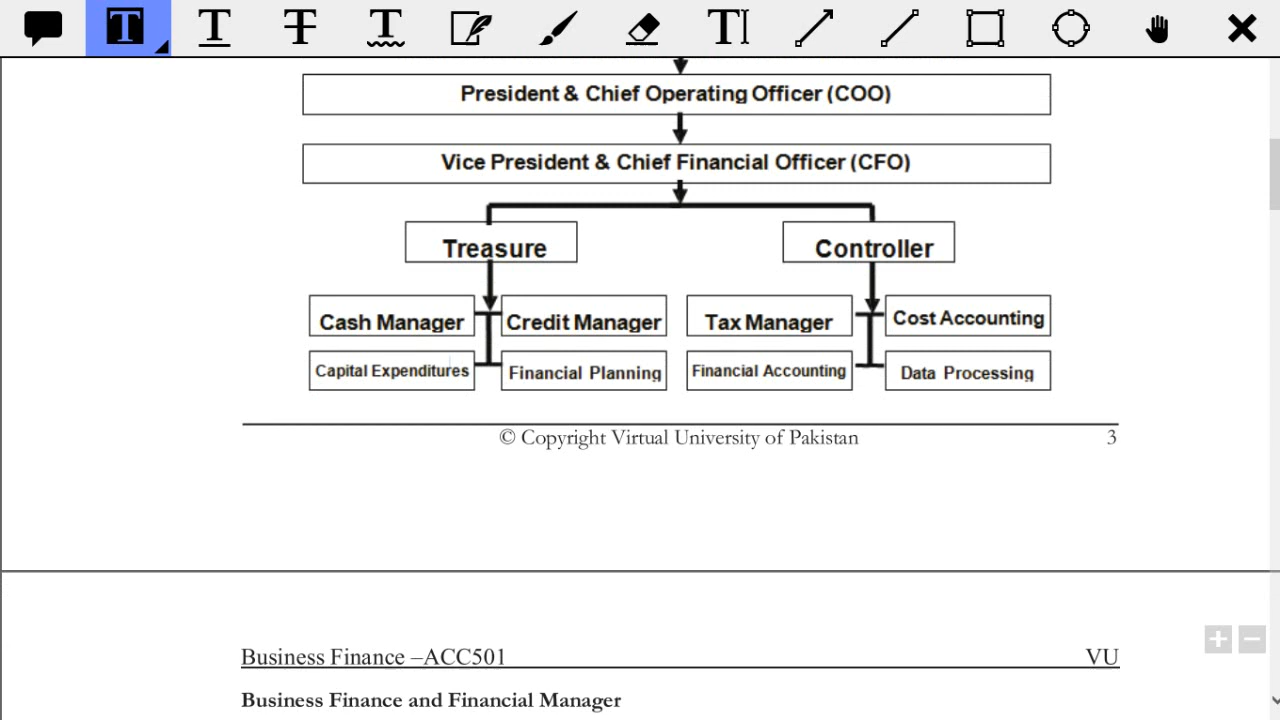 President & Chief Operating Officer (COO)
Vice President & Chief Financial Officer (CFO)
Treasure Controller
Cash Manager Credit Manager Tax Manager Cost Accounting
Capital Expenditures Financial Planning Financial Accounting Data Processing
© Copyright Virtual University of Pakistan 3
Business Finance –ACC501 VU
Business Finance and Financial Manager